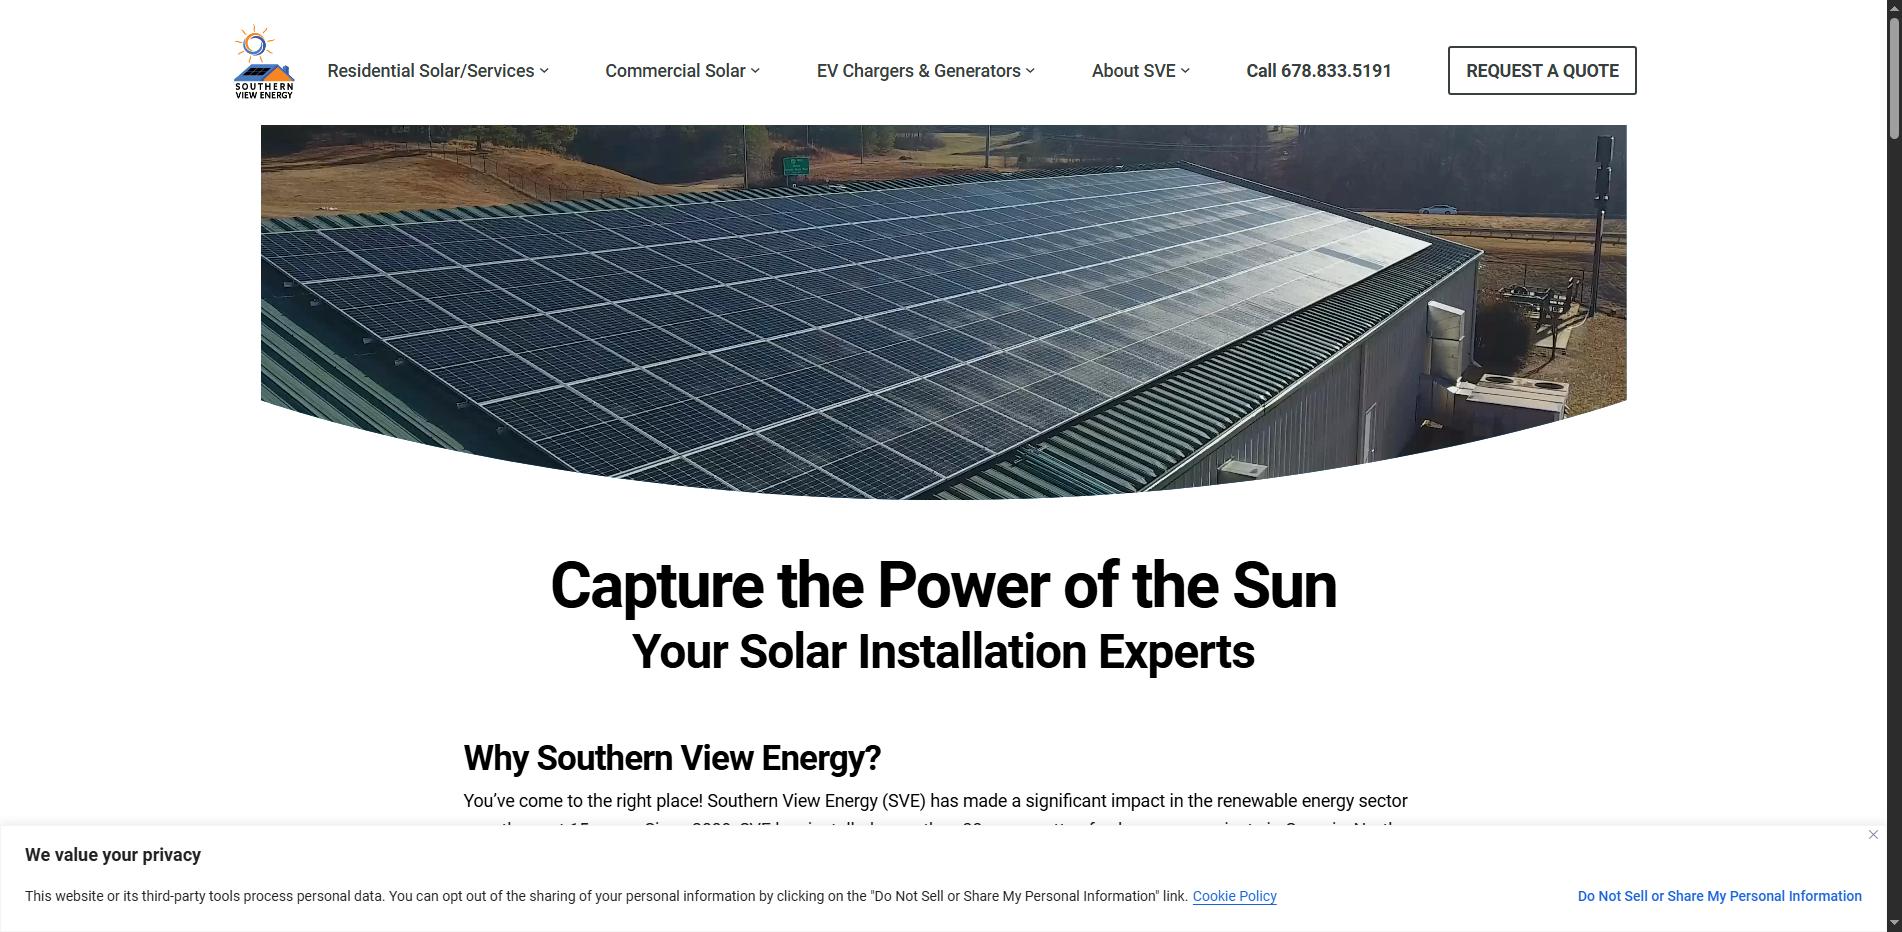 SOUTHERN
VIEW ENERGY
Residential Solar/Services
Commercial Solar
EV Chargers & Generators
About SVE
Call 678.833.5191
REQUEST A QUOTE
Capture the Power of the Sun
Your Solar Installation Experts
Why Southern View Energy?
You’ve come to the right place! Southern View Energy (SVE) has made a significant impact in the renewable energy sector
We value your privacy
This website or its third-party tools process personal data. You can opt out of the sharing of your personal information by clicking on the "Do Not Sell or Share My Personal Information" link. Cookie Policy
Do Not Sell or Share My Personal Information